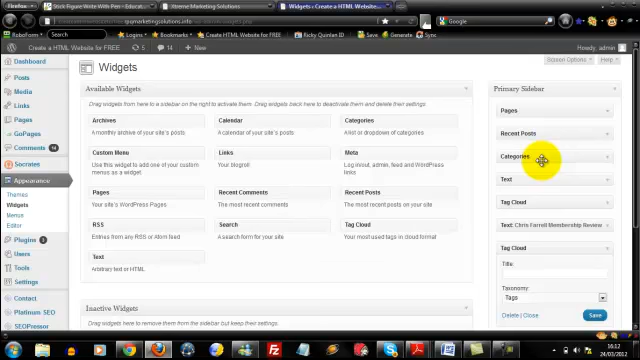 Firefox
Stick Figure Write With Pen - Educat...
Xtreme Marketing Solutions
Widgets ‹ Create a HTML Website...
Google
RoboForm
Search
Logins
Bookmarks
Create HTML Website for FREE
Ricky Quintan ID
Save
Generate
Sync
Create a HTML Website for FREE
5
14
+ New
Howdy, admin
Dashboard
Posts
Media
Links
Pages
GoPages
Comments 14
Socrates
Appearance
Themes
Widgets
Menus
Editor
Plugins 3
Users
Tools
Settings
Contact
Platinum SEO
SEOPressor
Screen Options
Help
Widgets
Available Widgets
Drag widgets from here to a sidebar on the right to activate them. Drag widgets back here to deactivate them and delete their settings.
Archives
A monthly archive of your site's posts
Calendar
A calendar of your site's posts
Categories
A list or dropdown of categories
Custom Menu
Use this widget to add one of your custom menus as a widget.
Links
Your blogroll
Meta
Log in/out, admin, feed and WordPress links
Pages
Your site's WordPress Pages
Recent Comments
The most recent comments
Recent Posts
The most recent posts on your site
RSS
Entries from any RSS or Atom feed
Search
A search form for your site
Tag Cloud
Your most used tags in cloud format
Text
Arbitrary text or HTML
Inactive Widgets
Drag widgets here to remove them from the sidebar but keep their settings.
Primary Sidebar
Pages
Recent Posts
Categories
Text
Tag Cloud
Text: Chris Farrell Membership Review
Tag Cloud
Title:
Taxonomy:
Tags
Delete | Close
Save
16:12
24/03/2012